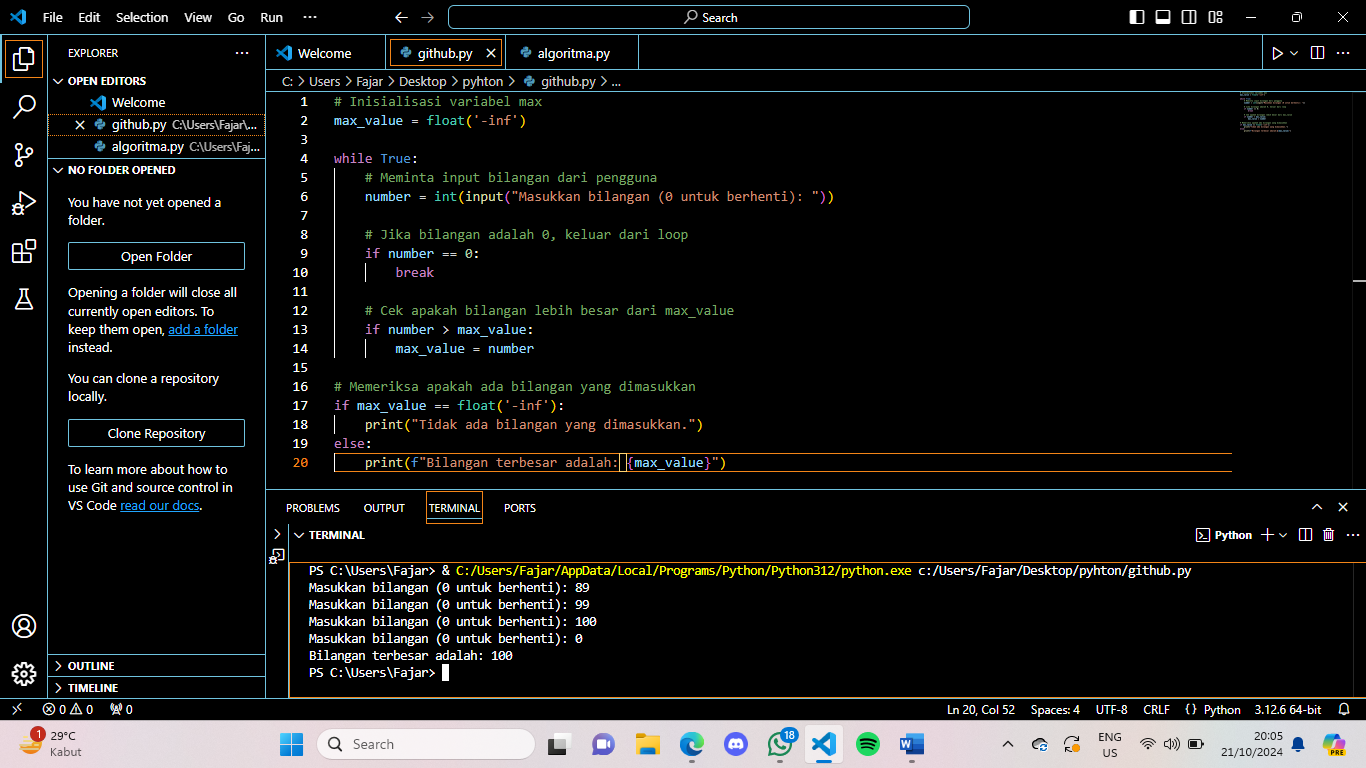 File Edit Selection View Go Run ···
Search
EXPLORER ···
OPEN EDITORS
Welcome
github.py C:\Users\Fajar\...
algoritma.py C:\Users\Faj...
NO FOLDER OPENED
You have not yet opened a
folder.
Open Folder
Opening a folder will close all
currently open editors. To
keep them open, add a folder
instead.
You can clone a repository
locally.
Clone Repository
To learn more about how to
use Git and source control in
VS Code read our docs.
OUTLINE
TIMELINE
Welcome github.py algoritma.py
C: > Users > Fajar > Desktop > pyhton > github.py > ...
1 # Inisialisasi variabel max
2 max_value = float('-inf')
3
4 while True:
5 # Meminta input bilangan dari pengguna
6 number = int(input("Masukkan bilangan (0 untuk berhenti): "))
7
8 # Jika bilangan adalah 0, keluar dari loop
9 if number == 0:
10 break
11
12 # Cek apakah bilangan lebih besar dari max_value
13 if number > max_value:
14 max_value = number
15
16 # Memeriksa apakah ada bilangan yang dimasukkan
17 if max_value == float('-inf'):
18 print("Tidak ada bilangan yang dimasukkan.")
19 else:
20 print(f"Bilangan terbesar adalah: {max_value}")
PROBLEMS OUTPUT TERMINAL PORTS
TERMINAL
Python
PS C:\Users\Fajar> & C:/Users/Fajar/AppData/Local/Programs/Python/Python312/python.exe c:/Users/Fajar/Desktop/pyhton/github.py
Masukkan bilangan (0 untuk berhenti): 89
Masukkan bilangan (0 untuk berhenti): 99
Masukkan bilangan (0 untuk berhenti): 100
Masukkan bilangan (0 untuk berhenti): 0
Bilangan terbesar adalah: 100
PS C:\Users\Fajar>
0 0 0
Ln 20, Col 52 Spaces: 4 UTF-8 CRLF {} Python 3.12.6 64-bit
1
29°C
Kabut
Search
18
PRE
ENG
US
20:05
21/10/2024